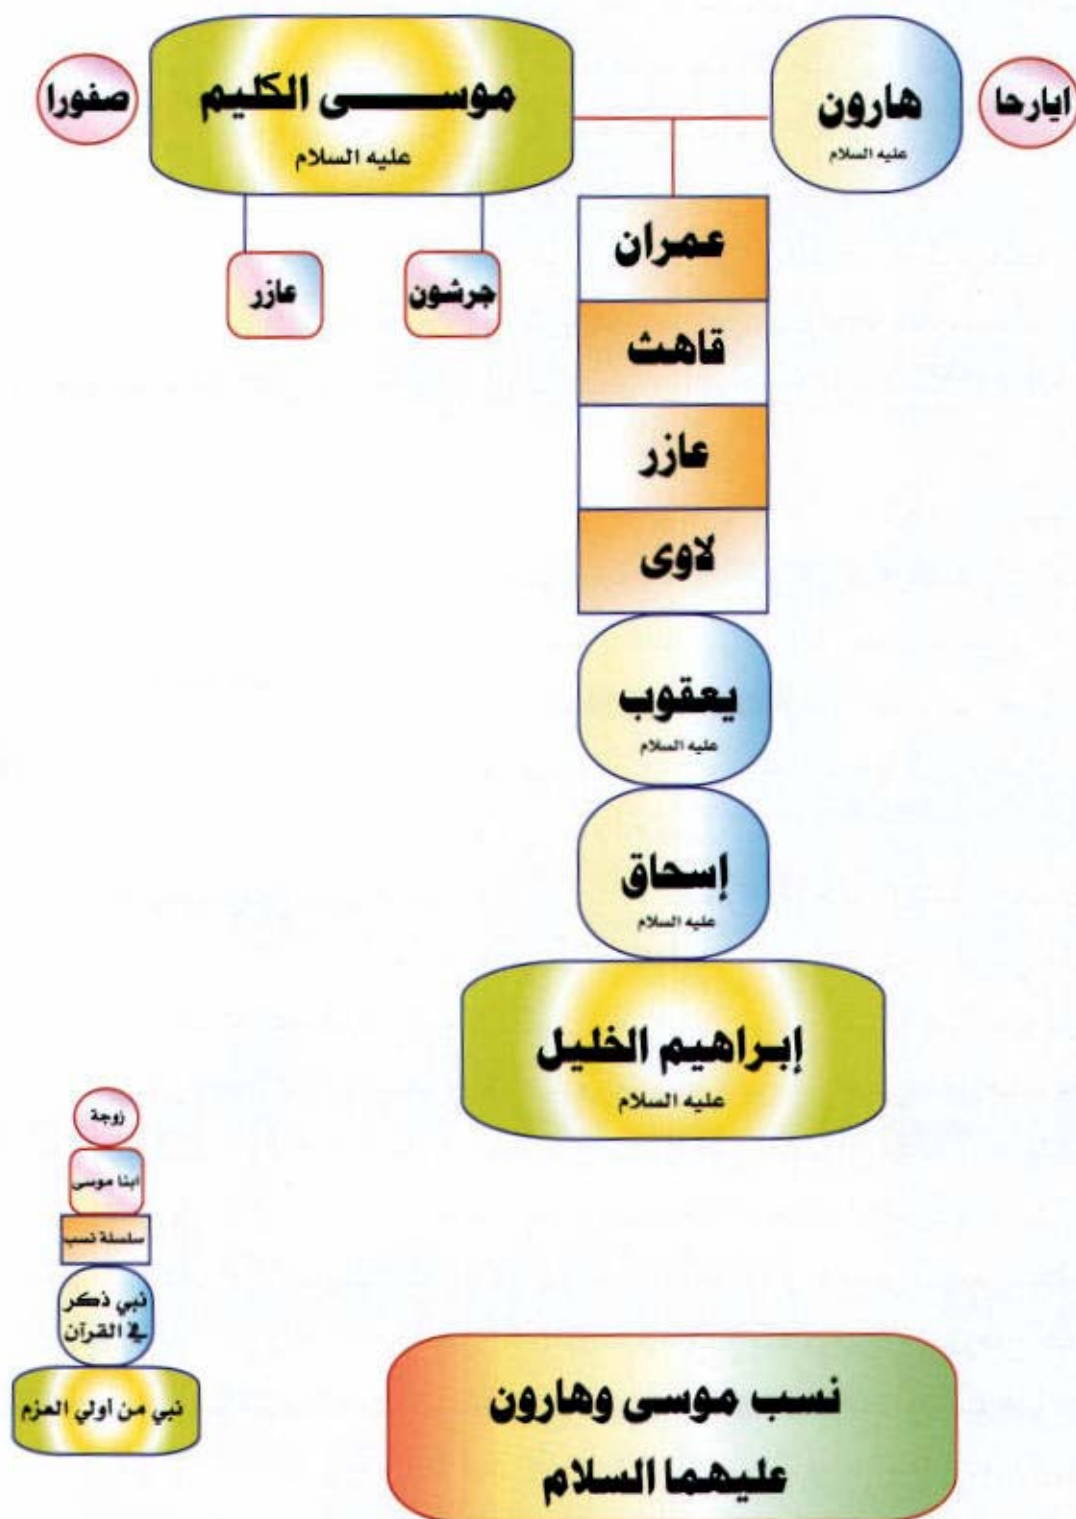 ايارحا
هارون
عليه السلام
موســـــى الكليم
عليه السلام
صفورا
جرشون
عازر
عمران
قاهث
عازر
لاوى
يعقوب
عليه السلام
إسحاق
عليه السلام
إبراهيم الخليل
عليه السلام
زوجة
ابنا موسى
سلسلة نسب
نبي ذكر
في القرآن
نبي من أولي العزم
نسب موسى وهارون
عليهما السلام